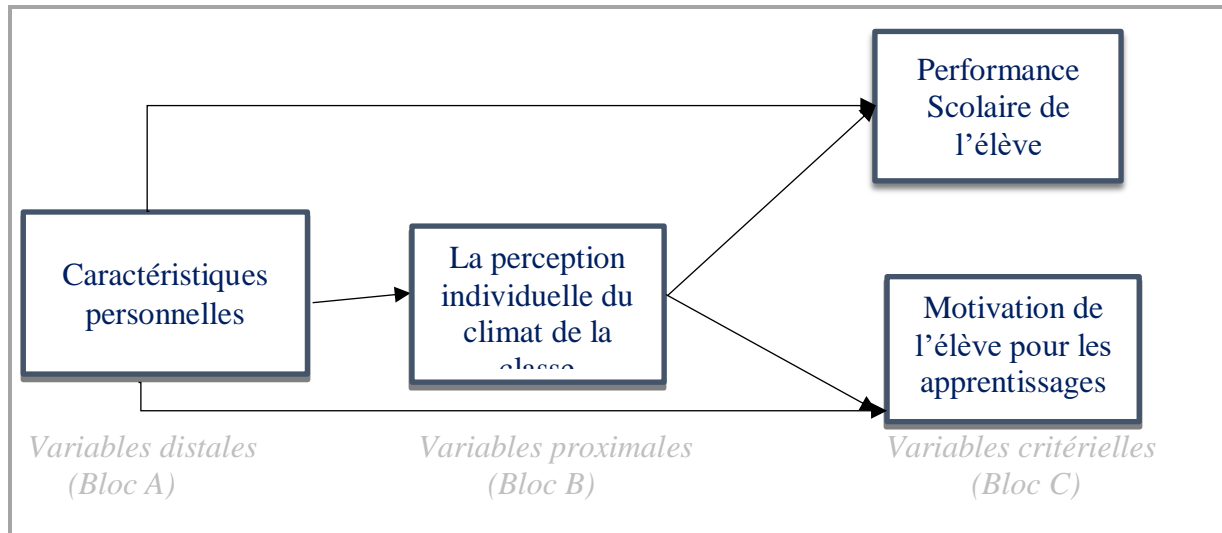 Performance
Scolaire de
l'élève
Caractéristiques
personnelles
La perception
individuelle du
climat de la
classe
Motivation de
l'élève pour les
apprentissages
Variables distales
(Bloc A)
Variables proximales
(Bloc B)
Variables critérielles
(Bloc C)